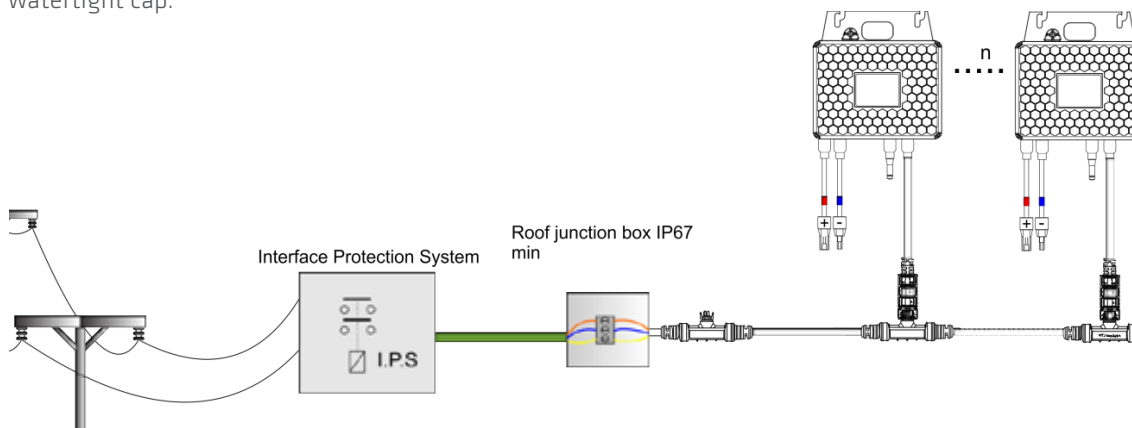 watertight cap.
n
.....
Roof junction box IP67
min
Interface Protection System
I.P.S
+ -
+ -